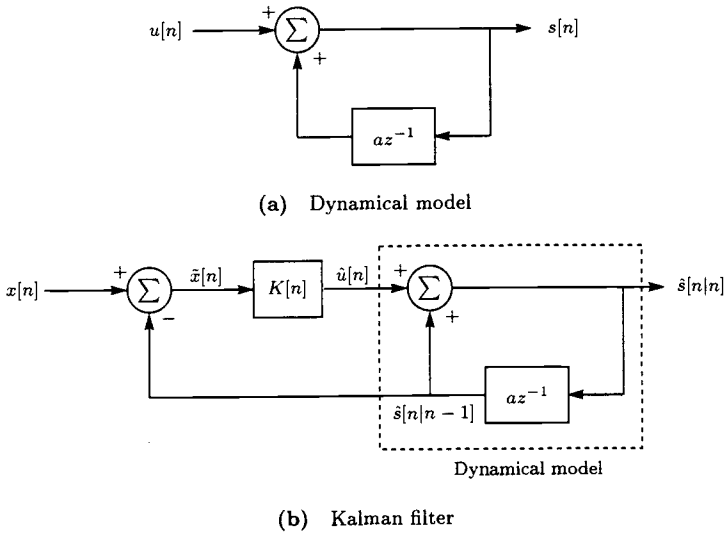 +
u[n]
∑
s[n]
+
az⁻¹
(a) Dynamical model
+
x[n]
∑
x̃[n]
K[n]
û[n]
+
∑
ŝ[n|n]
−
+
ŝ[n|n − 1]
az⁻¹
Dynamical model
(b) Kalman filter